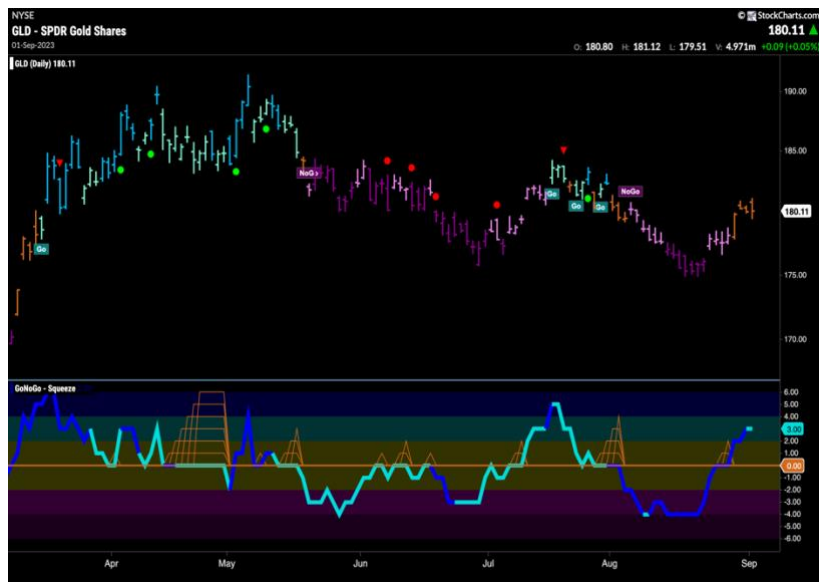 NYSE
© StockCharts.com
GLD - SPDR Gold Shares
180.11
01-Sep-2023
O: 180.80 H: 181.12 L: 179.51 V: 4.971m +0.09 (+0.05%)
GLD (Daily) 180.11
190.00
185.00
NoGo
Go
Go
Go
NoGo
180.11
Go
175.00
170.00
GoNoGo - Squeeze
6.00
5.00
4.00
3.00
2.00
1.00
0.00
-1.00
-2.00
-3.00
-4.00
-5.00
-6.00
Apr May Jun Jul Aug Sep